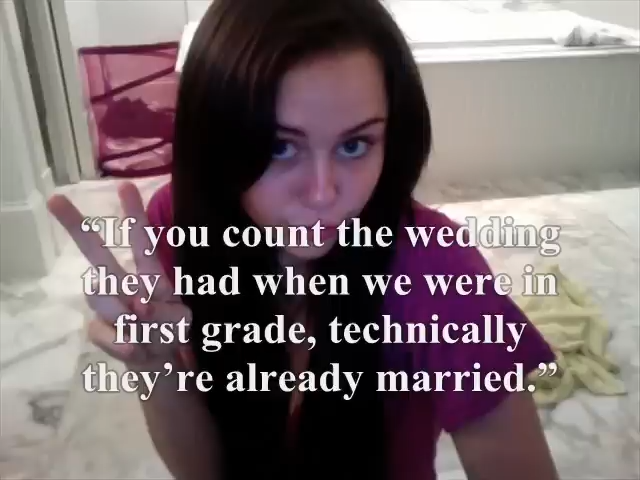 “If you count the wedding
they had when we were in
first grade, technically
they’re already married.”